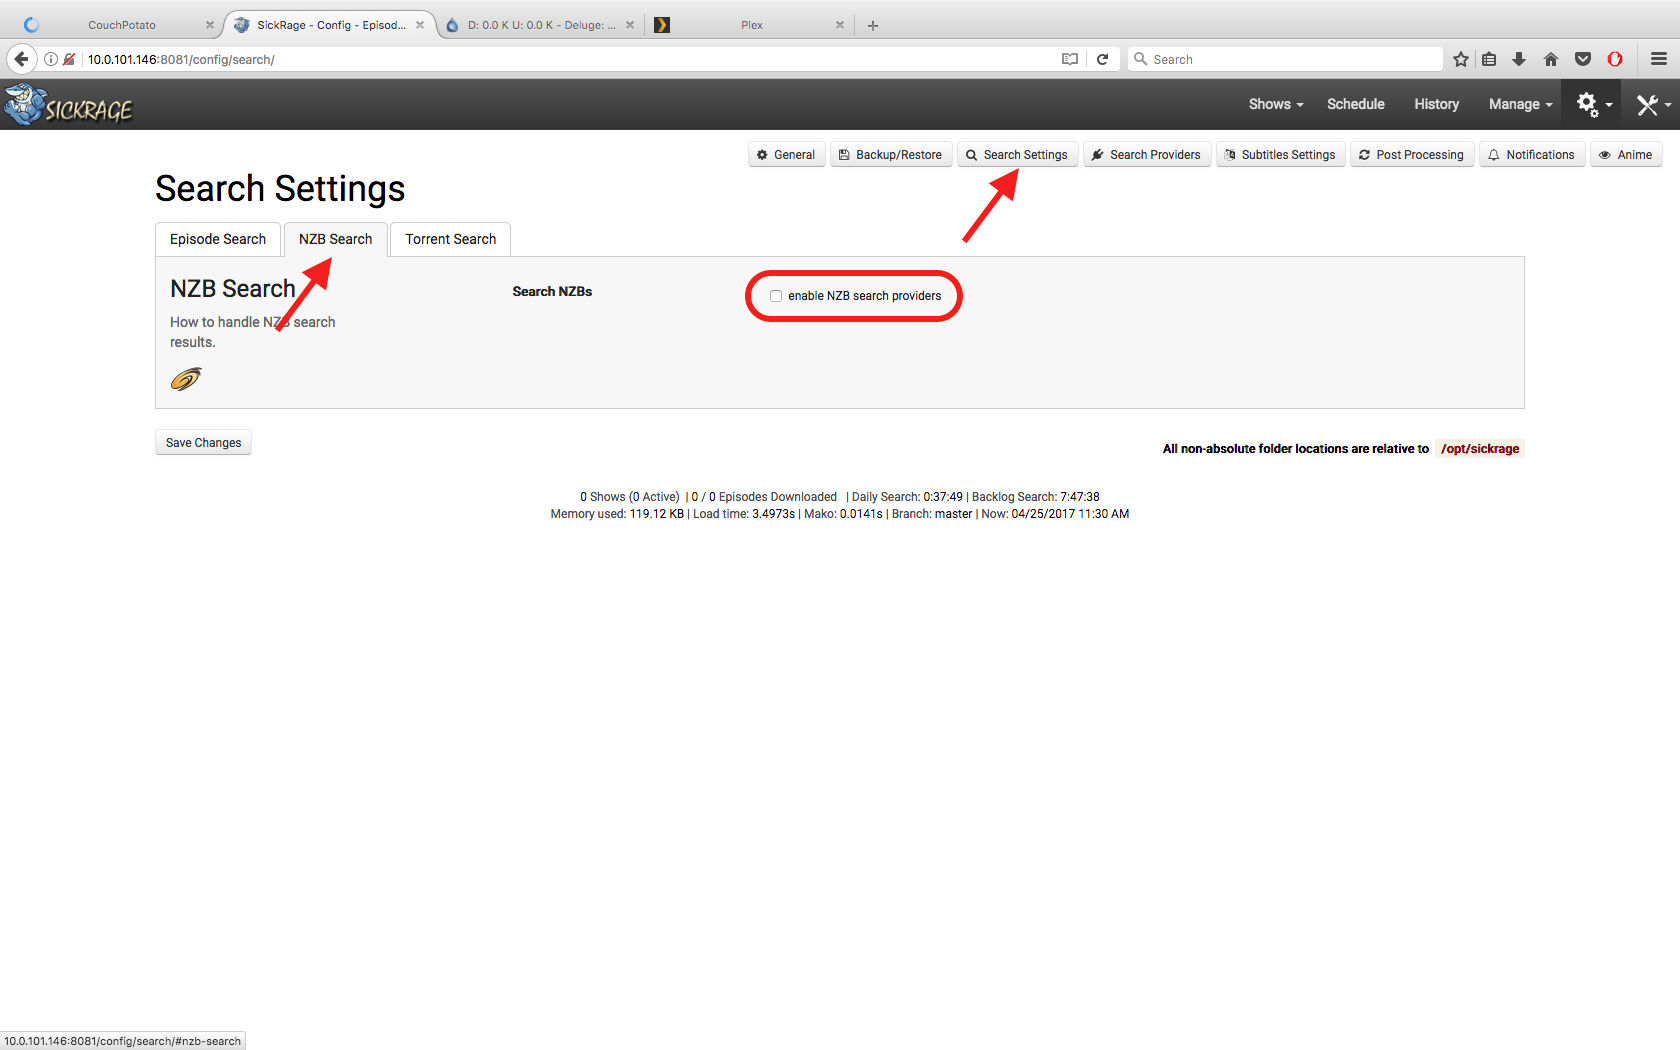 CouchPotato
SickRage - Config - Episod...
D: 0.0 K U: 0.0 K - Deluge: ...
Plex
10.0.101.146:8081/config/search/
Search
SICKRAGE
Shows
Schedule
History
Manage
General
Backup/Restore
Search Settings
Search Providers
Subtitles Settings
Post Processing
Notifications
Anime
Search Settings
Episode Search
NZB Search
Torrent Search
NZB Search
How to handle NZB search
results.
Search NZBs
enable NZB search providers
Save Changes
All non-absolute folder locations are relative to /opt/sickrage
0 Shows (0 Active) | 0 / 0 Episodes Downloaded | Daily Search: 0:37:49 | Backlog Search: 7:47:38
Memory used: 119.12 KB | Load time: 3.4973s | Mako: 0.0141s | Branch: master | Now: 04/25/2017 11:30 AM
10.0.101.146:8081/config/search/#nzb-search